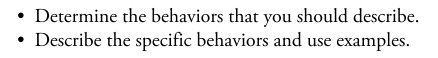 • Determine the behaviors that you should describe.
• Describe the specific behaviors and use examples.